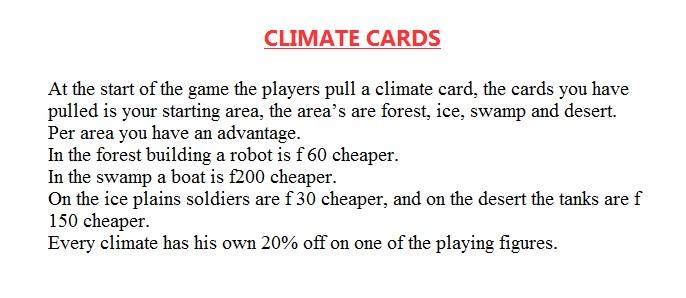 CLIMATE CARDS
At the start of the game the players pull a climate card, the cards you have
pulled is your starting area, the area’s are forest, ice, swamp and desert.
Per area you have an advantage.
In the forest building a robot is f 60 cheaper.
In the swamp a boat is f200 cheaper.
On the ice plains soldiers are f 30 cheaper, and on the desert the tanks are f
150 cheaper.
Every climate has his own 20% off on one of the playing figures.